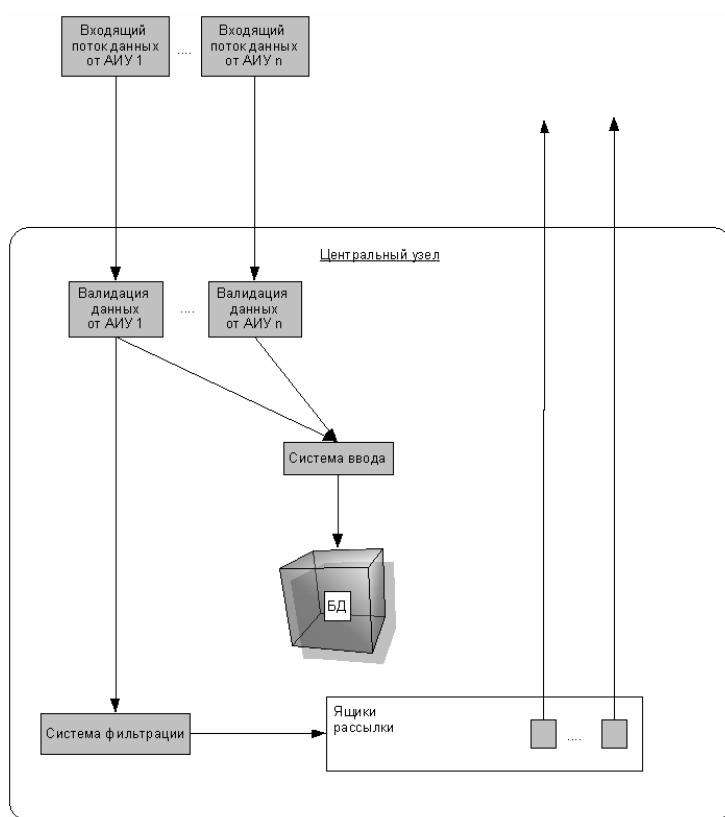 Входящий
поток данных
от АИУ 1
....
Входящий
поток данных
от АИУ n
Центральный узел
Валидация
данных
от АИУ 1
....
Валидация
данных
от АИУ n
Система ввода
БД
Система фильтрации
Ящики
рассылки
....